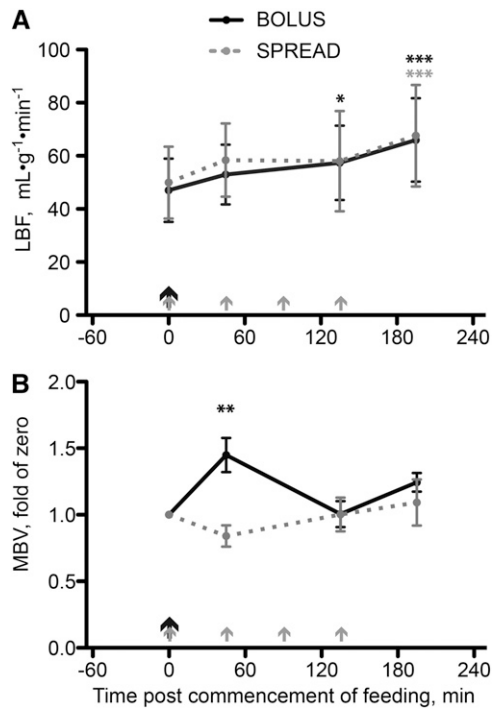 A
BOLUS
SPREAD
100
80
60
40
20
0
LBF, mL•g⁻¹•min⁻¹
*
***
***
-60 0 60 120 180 240
B
2.0
1.5
1.0
0.5
0.0
MBV, fold of zero
**
-60 0 60 120 180 240
Time post commencement of feeding, min